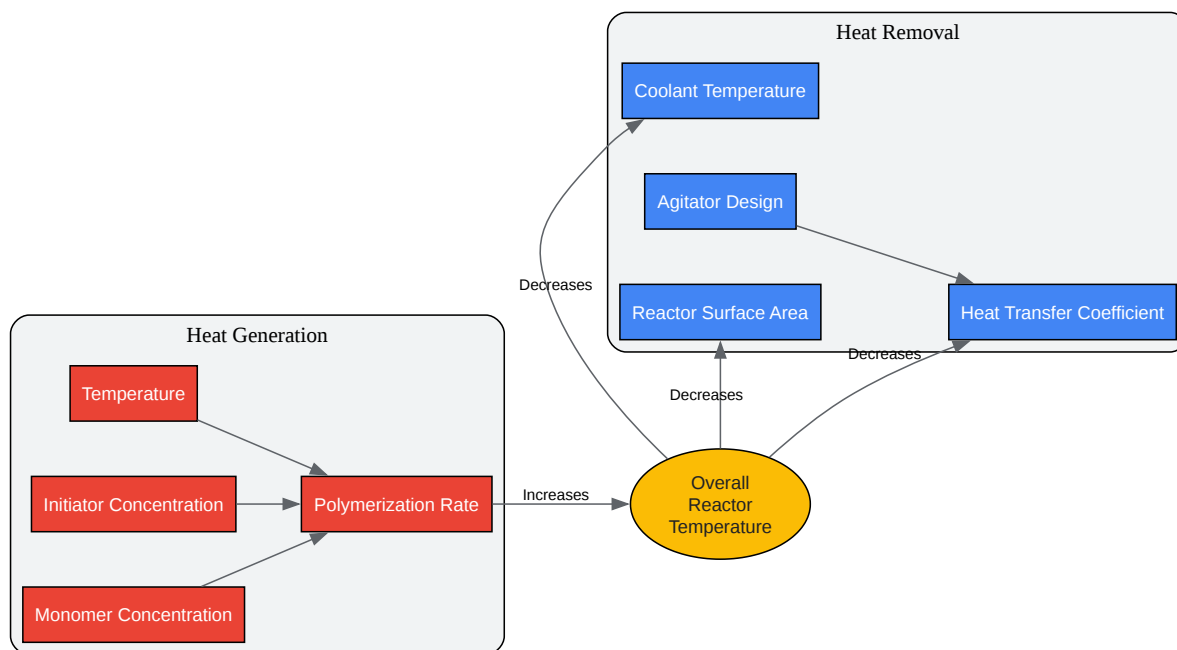 Heat Removal
Coolant Temperature
Agitator Design
Decreases
Reactor Surface Area
Heat Transfer Coefficient
Heat Generation
Decreases
Temperature
Decreases
Initiator Concentration
Polymerization Rate
Increases
Overall
Reactor
Temperature
Monomer Concentration